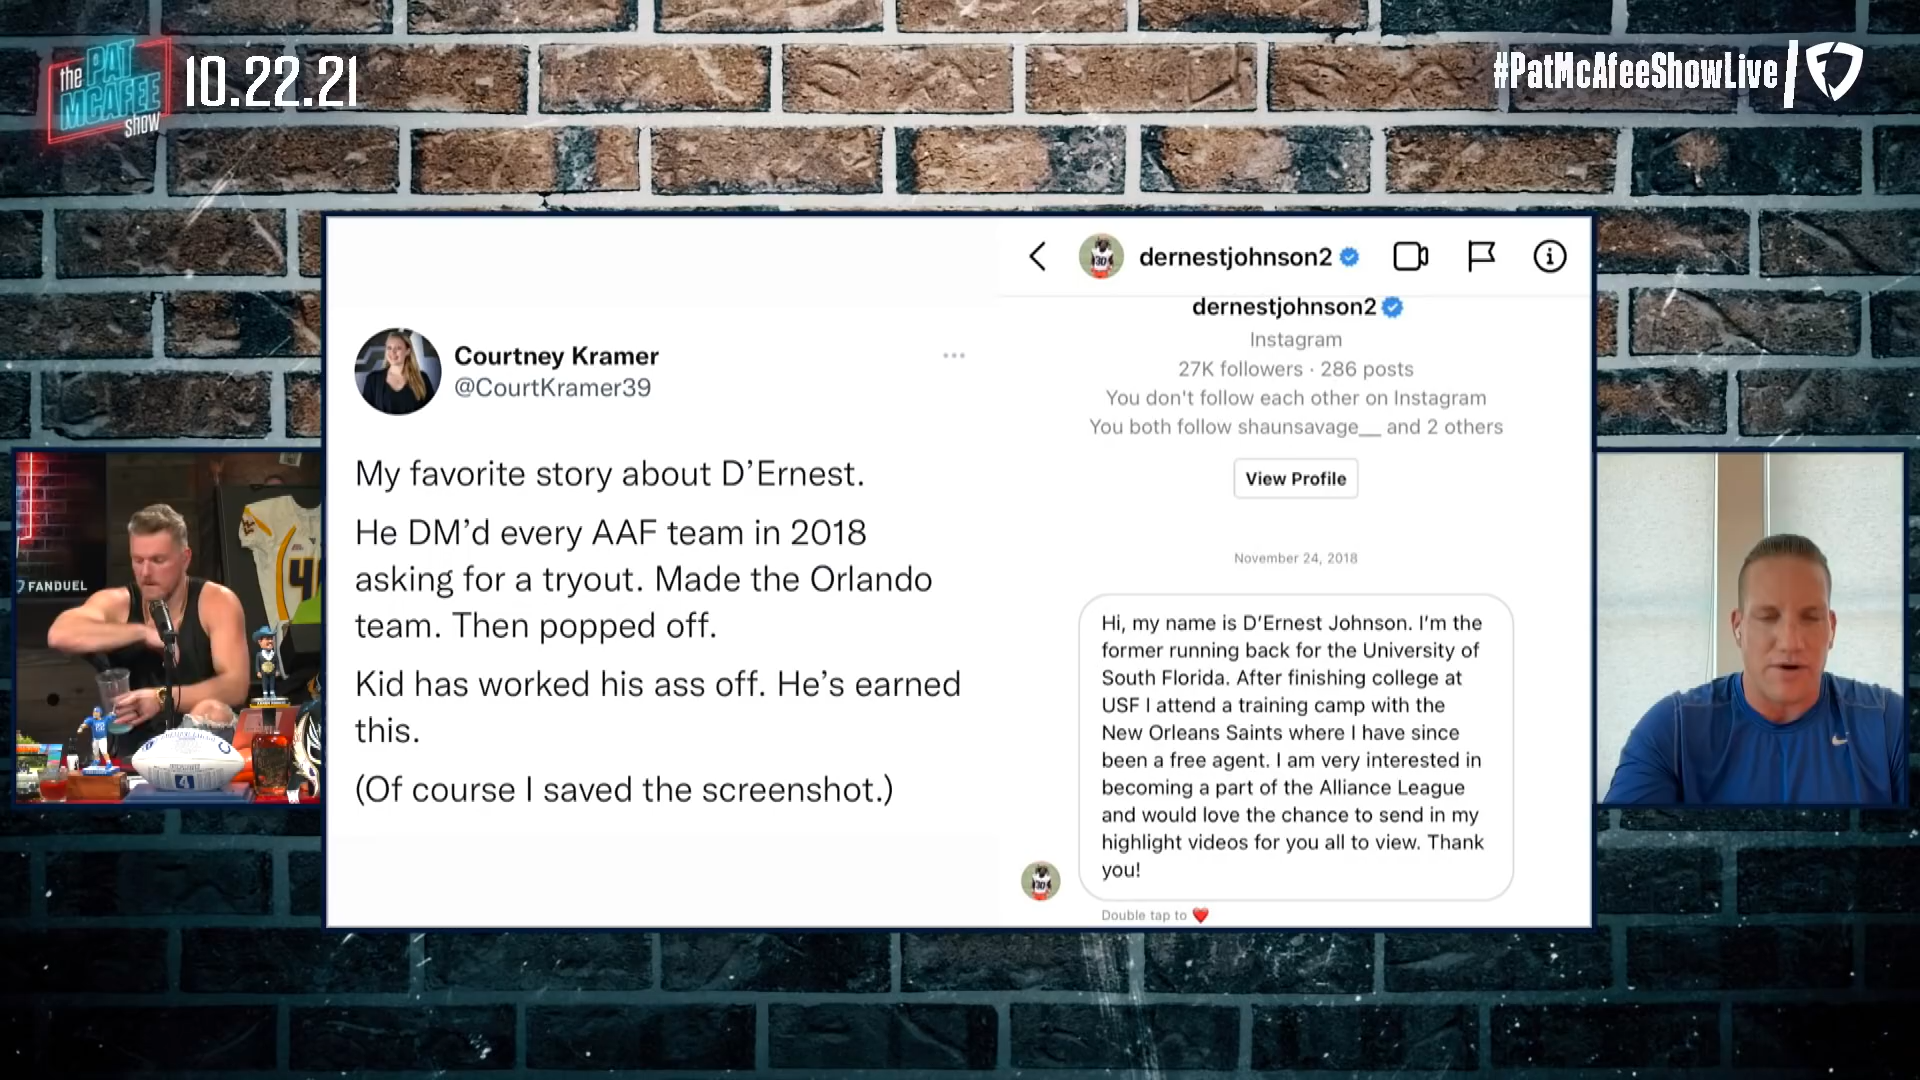 the PAT MCAFEE show
10.22.21
#PatMcAfeeShowLive
Courtney Kramer
@CourtKramer39
My favorite story about D’Ernest.
He DM’d every AAF team in 2018
asking for a tryout. Made the Orlando
team. Then popped off.
Kid has worked his ass off. He’s earned
this.
(Of course I saved the screenshot.)
dernestjohnson2
dernestjohnson2
Instagram
27K followers · 286 posts
You don't follow each other on Instagram
You both follow shaunsavage__ and 2 others
View Profile
November 24, 2018
Hi, my name is D’Ernest Johnson. I’m the
former running back for the University of
South Florida. After finishing college at
USF I attend a training camp with the
New Orleans Saints where I have since
been a free agent. I am very interested in
becoming a part of the Alliance League
and would love the chance to send in my
highlight videos for you all to view. Thank
you!
Double tap to ❤️
FANDUEL
4